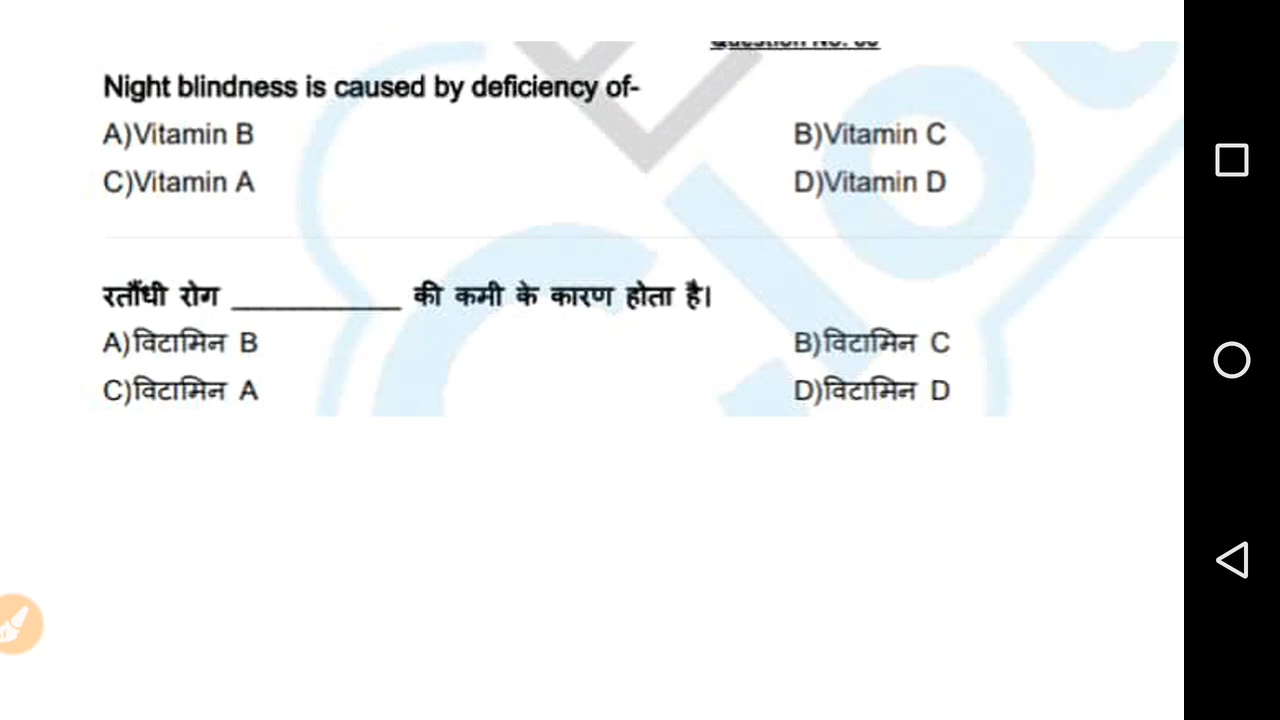 Night blindness is caused by deficiency of-
A)Vitamin B B)Vitamin C
C)Vitamin A D)Vitamin D
रतौंधी रोग ____________ की कमी के कारण होता है।
A)विटामिन B B)विटामिन C
C)विटामिन A D)विटामिन D